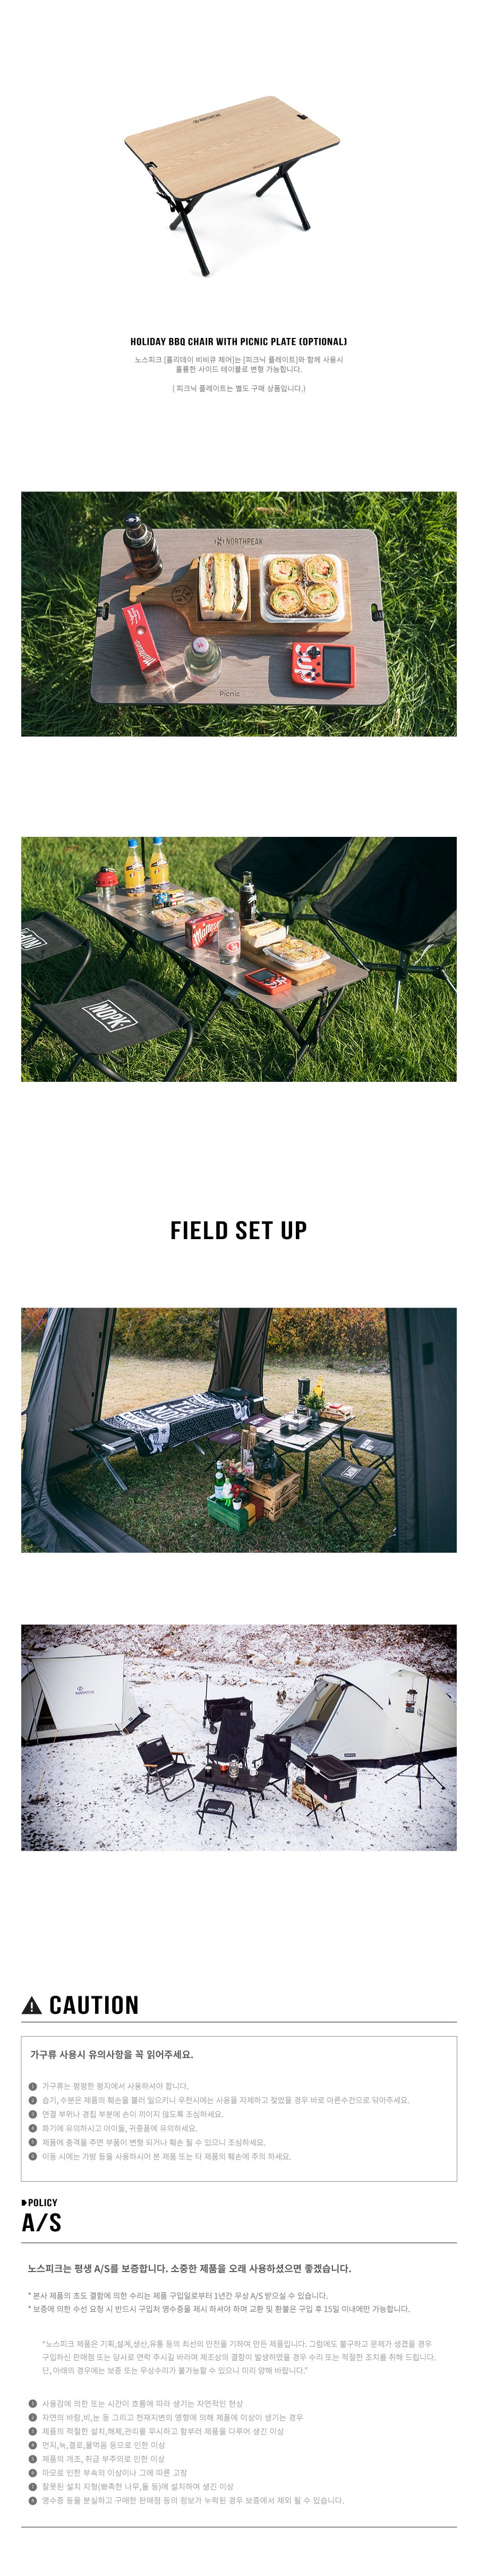 NORTHPEAK
HOLIDAY BBQ CHAIR WITH PICNIC PLATE (OPTIONAL)
노스피크 [홀리데이 비비큐 체어]는 [피크닉 플레이트]와 함께 사용시
훌륭한 사이드 테이블로 변형 가능합니다.
( 피크닉 플레이트는 별도 구매 상품입니다.)
NORTHPEAK
Maltesers
Picnic
NOPK
Maltesers
NOPK
FIELD SET UP
CAUTION
가구류 사용시 유의사항을 꼭 읽어주세요.
1 가구류는 평평한 평지에서 사용하셔야 합니다.
2 습기, 수분은 제품의 훼손을 불러 일으키니 우천시에는 사용을 자제하고 젖었을 경우 바로 마른수건으로 닦아주세요.
3 연결 부위나 경첩 부분에 손이 끼이지 않도록 조심하세요.
4 화기에 유의하시고 아이들, 귀중품에 유의하세요.
5 제품에 충격을 주면 부품이 변형 되거나 훼손 될 수 있으니 조심하세요.
6 이동 시에는 가방 등을 사용하시어 본 제품 또는 타 제품의 훼손에 주의 하세요.
POLICY
A/S
노스피크는 평생 A/S를 보증합니다. 소중한 제품을 오래 사용하셨으면 좋겠습니다.
* 본사 제품의 초도 결함에 의한 수리는 제품 구입일로부터 1년간 무상 A/S 받으실 수 있습니다.
* 보증에 의한 수선 요청 시 반드시 구입처 영수증을 제시 하셔야 하며 교환 및 환불은 구입 후 15일 이내에만 가능합니다.
"노스피크 제품은 기획,설계,생산,유통 등의 최선의 만전을 기하여 만든 제품입니다. 그럼에도 불구하고 문제가 생겼을 경우
구입하신 판매점 또는 당사로 연락 주시길 바라며 제조상의 결함이 발생하였을 경우 수리 또는 적절한 조치를 취해 드립니다.
단, 아래의 경우에는 보증 또는 무상수리가 불가능할 수 있으니 미리 양해 바랍니다."
1 사용감에 의한 또는 시간이 흐름에 따라 생기는 자연적인 현상
2 자연의 바람,비,눈 등 그리고 천재지변의 영향에 의해 제품에 이상이 생기는 경우
3 제품의 적절한 설치,해체,관리를 무시하고 함부러 제품을 다루어 생긴 이상
4 먼지,녹,결로,물먹음 등으로 인한 이상
5 제품의 개조, 취급 부주의로 인한 이상
6 마모로 인한 부속의 이상이나 그에 따른 고장
7 잘못된 설치 지형(뾰족한 나무,돌 등)에 설치하여 생긴 이상
8 영수증 등을 분실하고 구매한 판매점 등의 정보가 누락된 경우 보증에서 제외 될 수 있습니다.